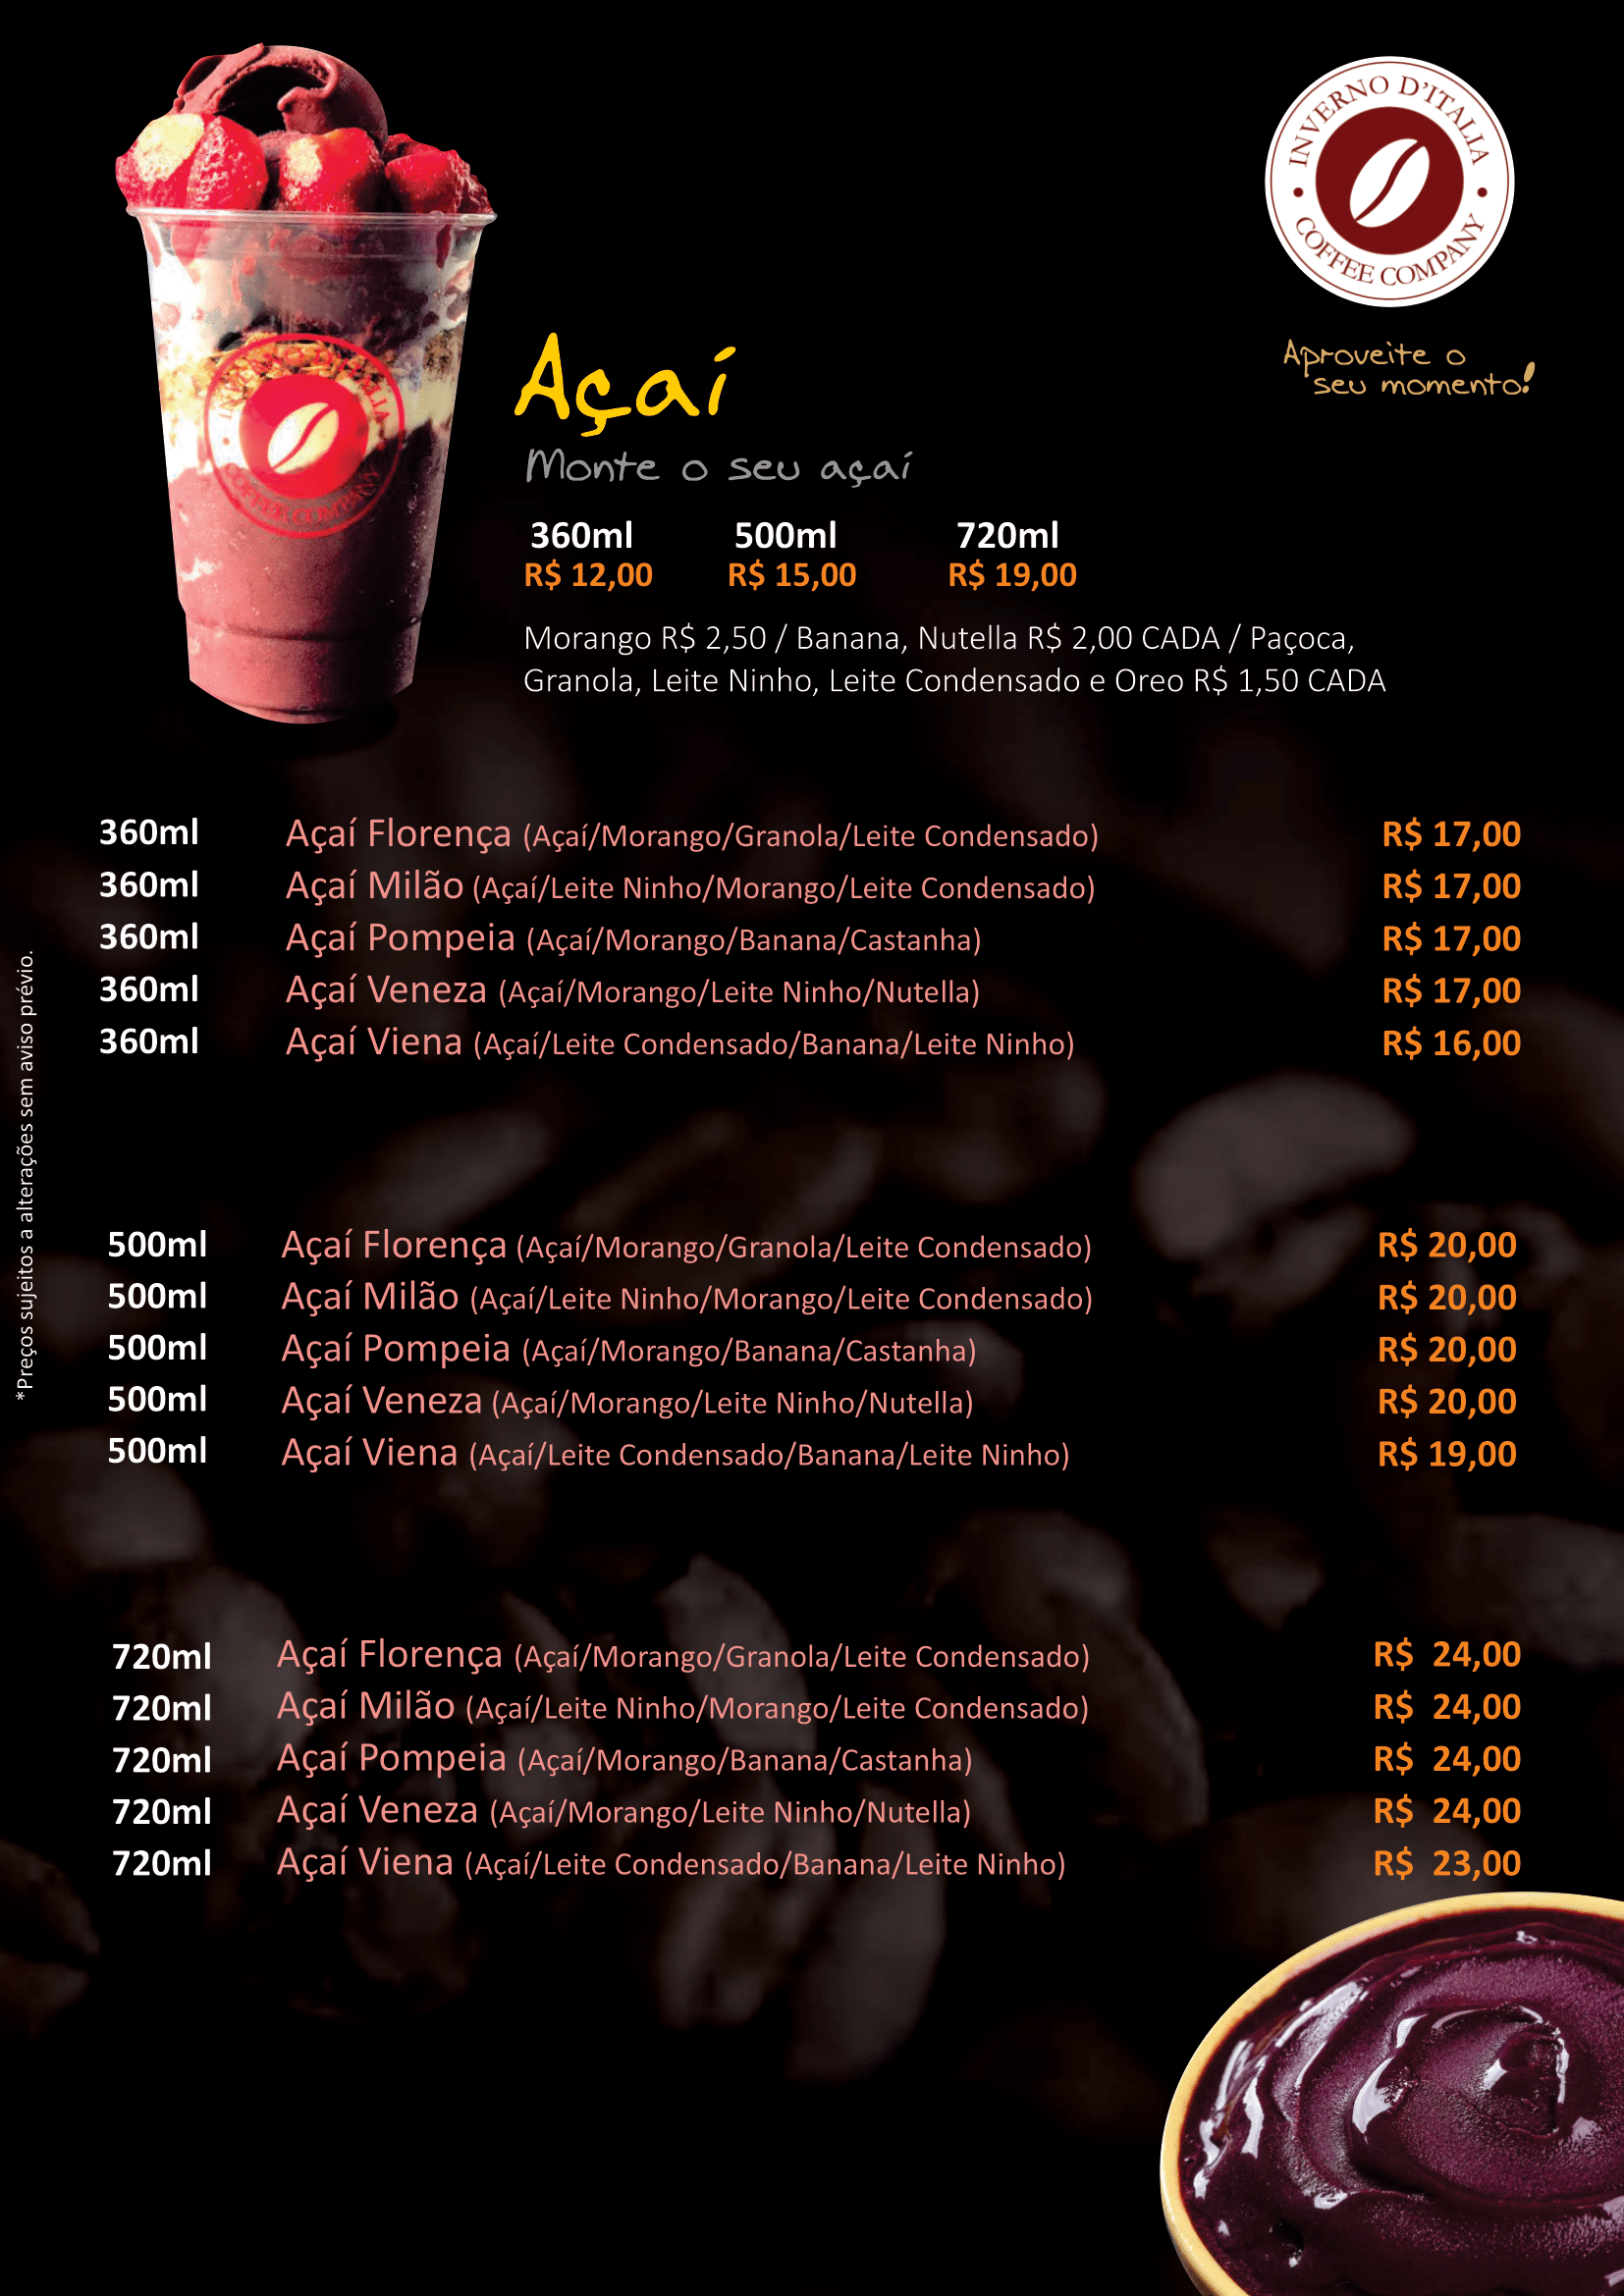 INVERNO D'ITALIA
COFFEE COMPANY
Aproveite o
seu momento!
INVERNO D'ITALIA
COFFEE COMPANY
Açaí
Monte o seu açaí
360ml 500ml 720ml
R$ 12,00 R$ 15,00 R$ 19,00
Morango R$ 2,50 / Banana, Nutella R$ 2,00 CADA / Paçoca,
Granola, Leite Ninho, Leite Condensado e Oreo R$ 1,50 CADA
360ml Açaí Florença (Açaí/Morango/Granola/Leite Condensado) R$ 17,00
360ml Açaí Milão (Açaí/Leite Ninho/Morango/Leite Condensado) R$ 17,00
360ml Açaí Pompeia (Açaí/Morango/Banana/Castanha) R$ 17,00
360ml Açaí Veneza (Açaí/Morango/Leite Ninho/Nutella) R$ 17,00
360ml Açaí Viena (Açaí/Leite Condensado/Banana/Leite Ninho) R$ 16,00
500ml Açaí Florença (Açaí/Morango/Granola/Leite Condensado) R$ 20,00
500ml Açaí Milão (Açaí/Leite Ninho/Morango/Leite Condensado) R$ 20,00
500ml Açaí Pompeia (Açaí/Morango/Banana/Castanha) R$ 20,00
500ml Açaí Veneza (Açaí/Morango/Leite Ninho/Nutella) R$ 20,00
500ml Açaí Viena (Açaí/Leite Condensado/Banana/Leite Ninho) R$ 19,00
720ml Açaí Florença (Açaí/Morango/Granola/Leite Condensado) R$ 24,00
720ml Açaí Milão (Açaí/Leite Ninho/Morango/Leite Condensado) R$ 24,00
720ml Açaí Pompeia (Açaí/Morango/Banana/Castanha) R$ 24,00
720ml Açaí Veneza (Açaí/Morango/Leite Ninho/Nutella) R$ 24,00
720ml Açaí Viena (Açaí/Leite Condensado/Banana/Leite Ninho) R$ 23,00
*Preços sujeitos a alterações sem aviso prévio.